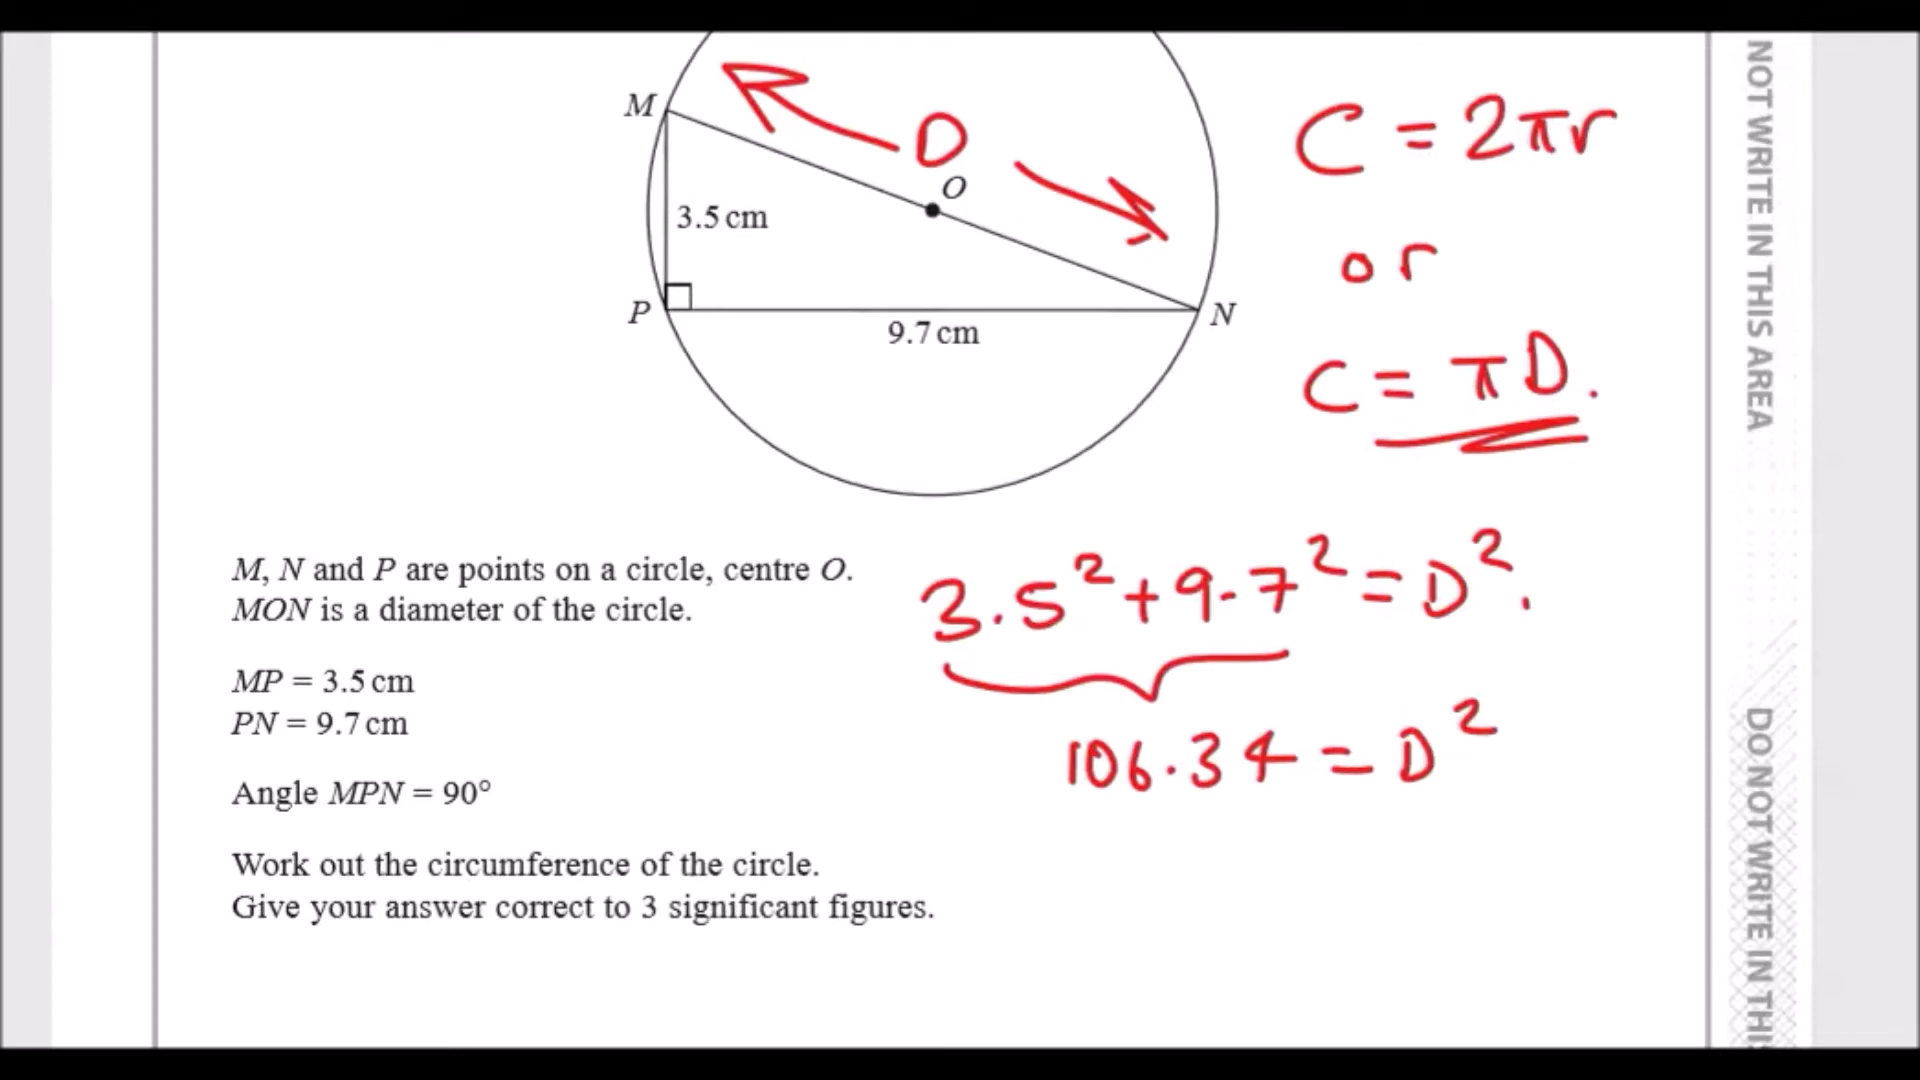 M
D
C = 2πr
O
3.5 cm
or
P
N
9.7 cm
C = πD.
M, N and P are points on a circle, centre O.
MON is a diameter of the circle.
3.5² + 9.7² = D².
MP = 3.5 cm
PN = 9.7 cm
106.34 = D²
Angle MPN = 90°
Work out the circumference of the circle.
Give your answer correct to 3 significant figures.
NOT WRITE IN THIS AREA
DO NOT WRITE IN THI